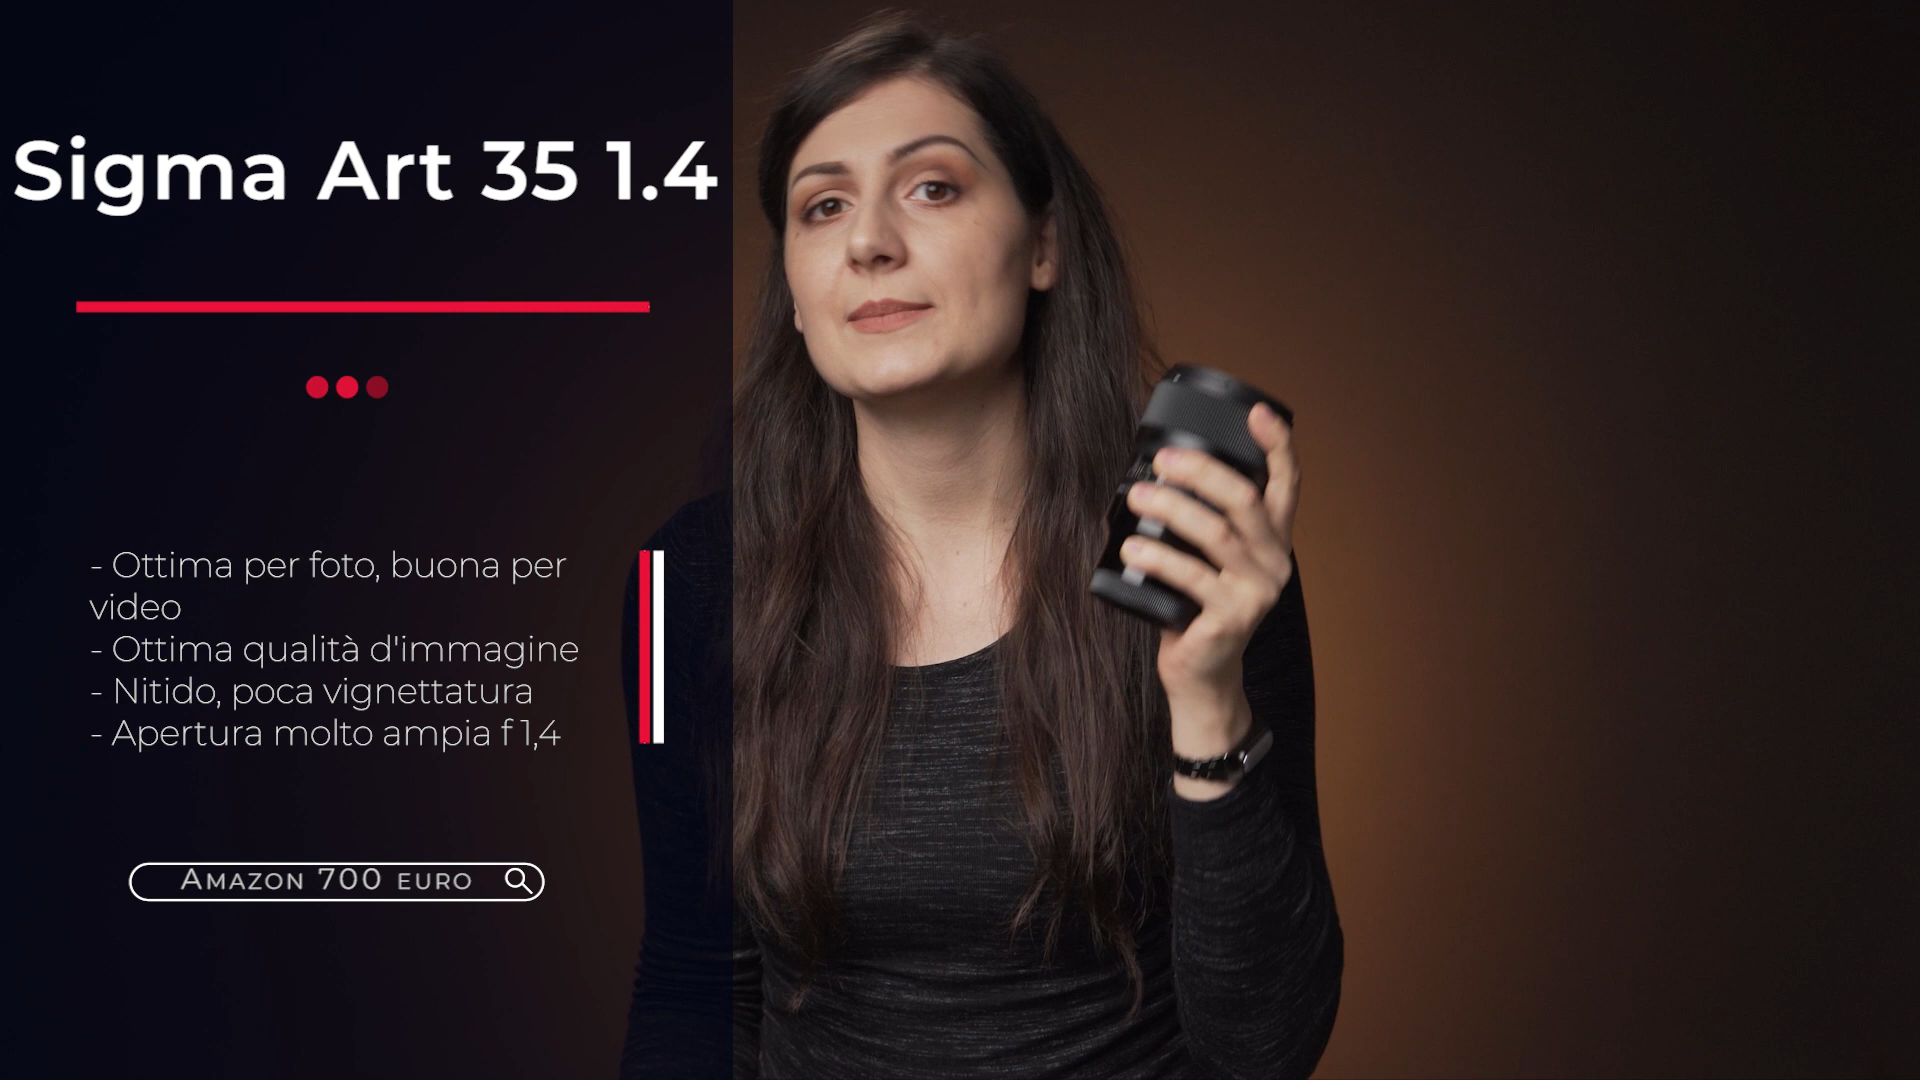 Sigma Art 35 1.4
- Ottima per foto, buona per
video
- Ottima qualità d'immagine
- Nitido, poca vignettatura
- Apertura molto ampia f 1,4
AMAZON 700 EURO